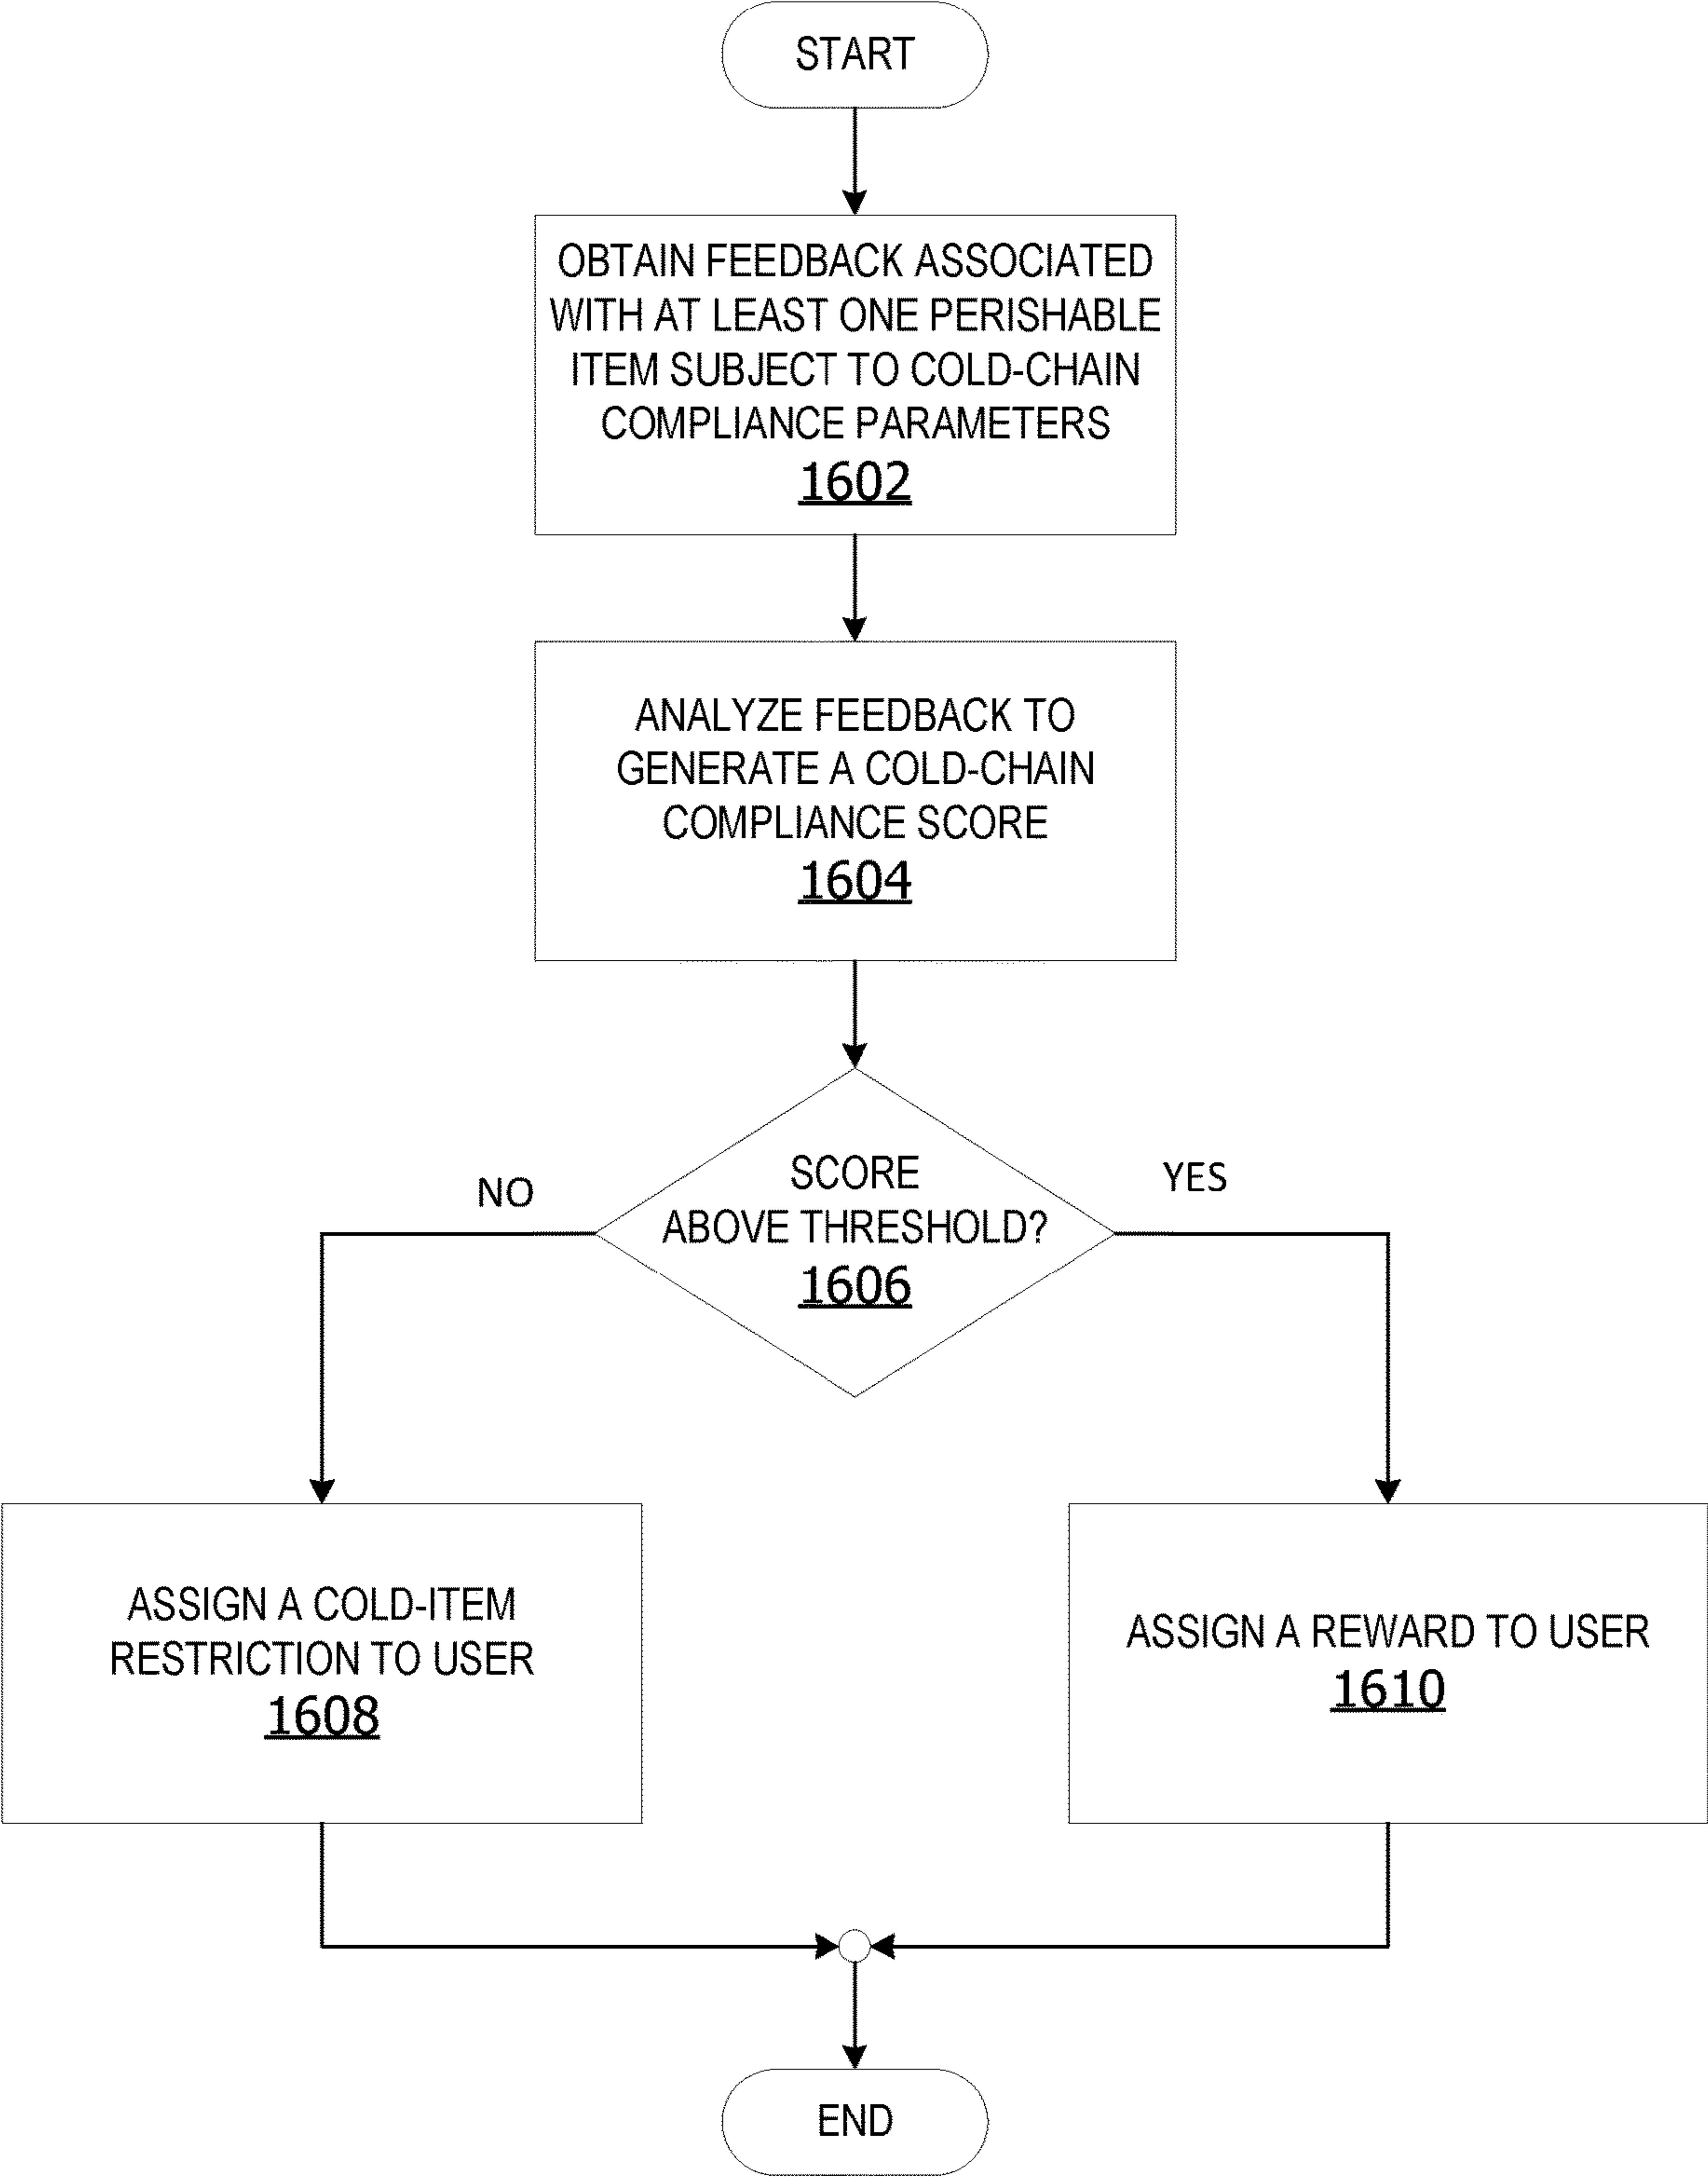 START
OBTAIN FEEDBACK ASSOCIATED
WITH AT LEAST ONE PERISHABLE
ITEM SUBJECT TO COLD-CHAIN
COMPLIANCE PARAMETERS
1602
ANALYZE FEEDBACK TO
GENERATE A COLD-CHAIN
COMPLIANCE SCORE
1604
SCORE
ABOVE THRESHOLD?
1606
NO
YES
ASSIGN A COLD-ITEM
RESTRICTION TO USER
1608
ASSIGN A REWARD TO USER
1610
END